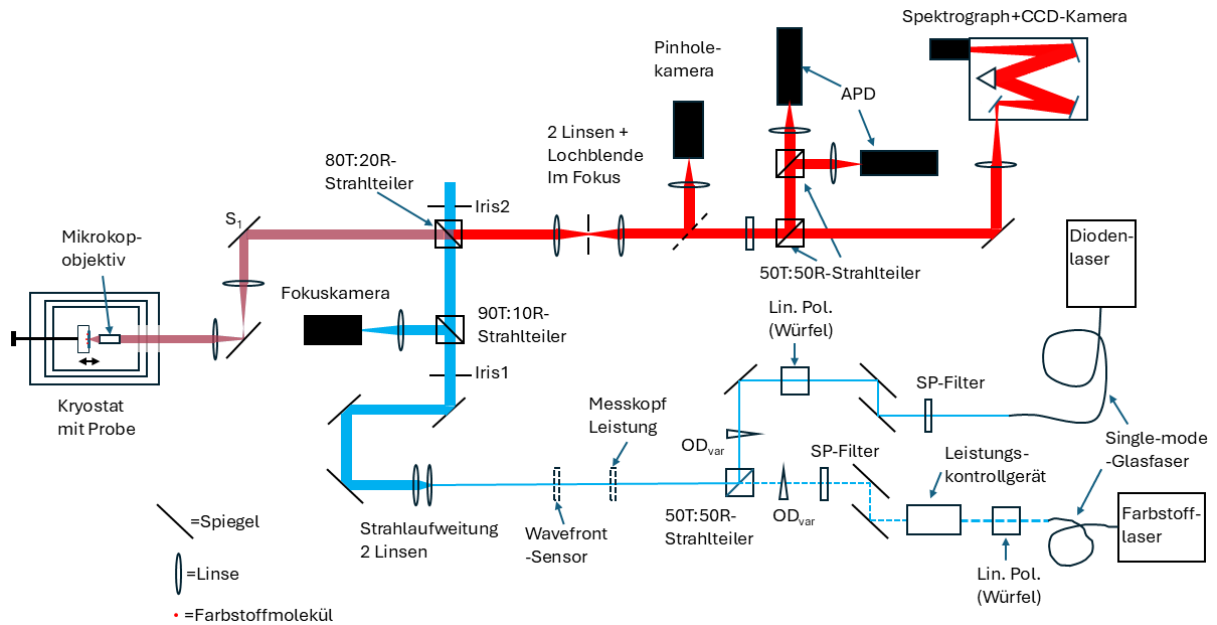 Spektrograph+CCD-Kamera
Pinhole-
kamera
APD
2 Linsen +
Lochblende
Im Fokus
80T:20R-
Strahlteiler
Iris2
S1
Mikrokop-
objektiv
Fokuskamera
90T:10R-
Strahlteiler
50T:50R-Strahlteiler
Lin. Pol.
(Würfel)
Dioden-
laser
Iris1
Kryostat
mit Probe
SP-Filter
Messkopf
Leistung
ODvar
SP-Filter
Leistungs-
kontrollgerät
Single-mode
-Glasfaser
Strahlaufweitung
2 Linsen
Wavefront
-Sensor
50T:50R-
Strahlteiler
ODvar
Farbstoff-
laser
Lin. Pol.
(Würfel)
=Spiegel
=Linse
=Farbstoffmolekül